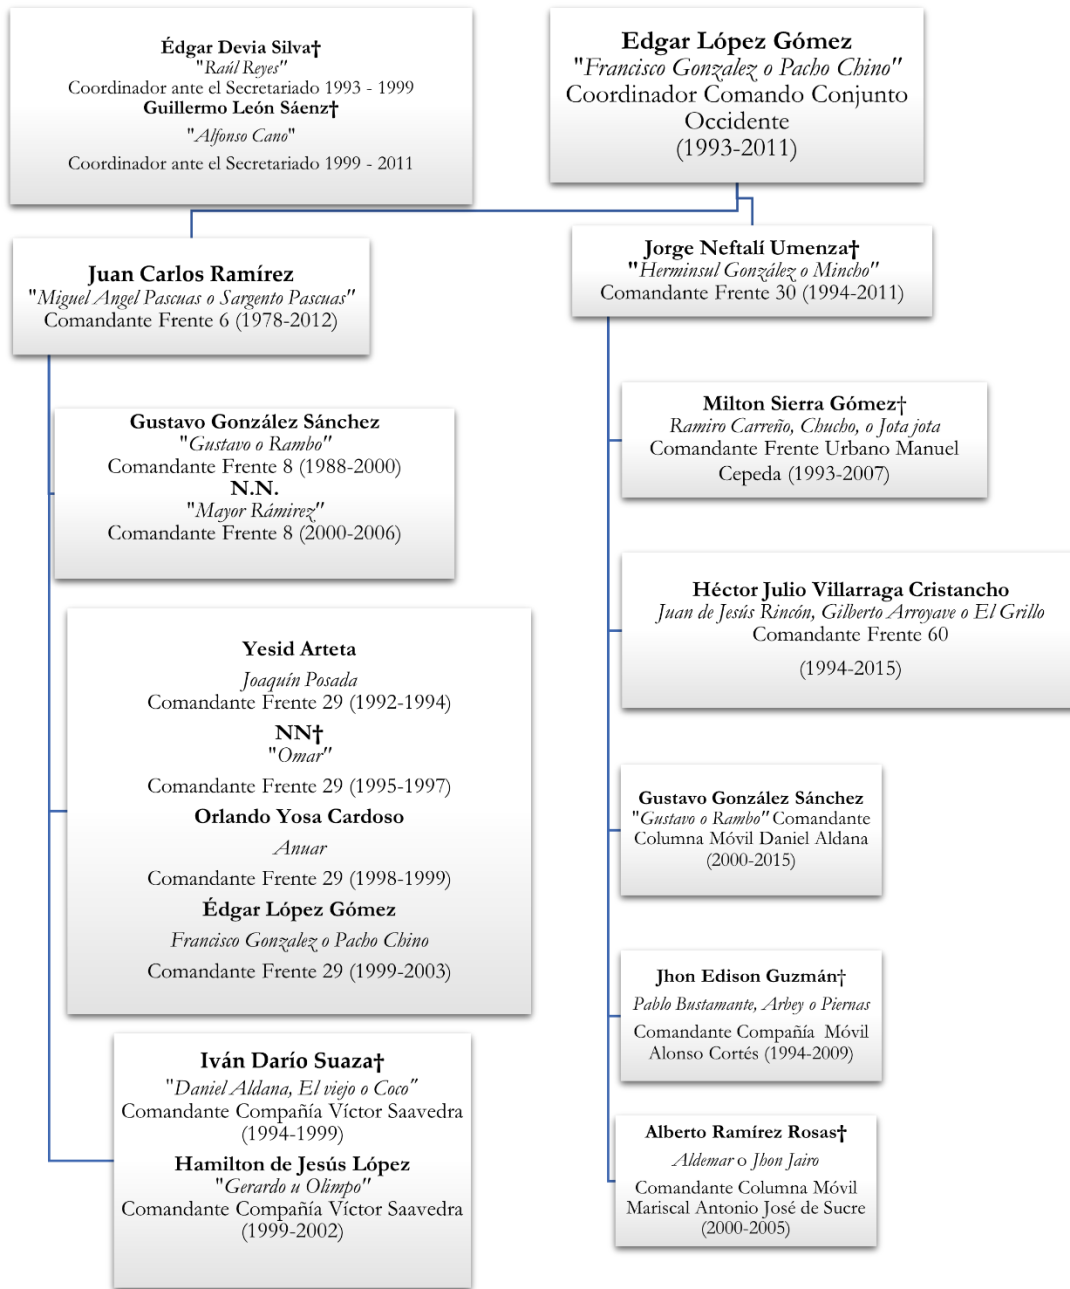 Édgar Devia Silva†
"Raúl Reyes"
Coordinador ante el Secretariado 1993 - 1999
Guillermo León Sáenz†
"Alfonso Cano"
Coordinador ante el Secretariado 1999 - 2011
Edgar López Gómez
"Francisco Gonzalez o Pacho Chino"
Coordinador Comando Conjunto
Occidente
(1993-2011)
Juan Carlos Ramírez
"Miguel Angel Pascuas o Sargento Pascuas"
Comandante Frente 6 (1978-2012)
Gustavo González Sánchez
"Gustavo o Rambo"
Comandante Frente 8 (1988-2000)
N.N.
"Mayor Rámirez"
Comandante Frente 8 (2000-2006)
Yesid Arteta
Joaquín Posada
Comandante Frente 29 (1992-1994)
NN†
"Omar"
Comandante Frente 29 (1995-1997)
Orlando Yosa Cardoso
Anuar
Comandante Frente 29 (1998-1999)
Édgar López Gómez
Francisco Gonzalez o Pacho Chino
Comandante Frente 29 (1999-2003)
Iván Darío Suaza†
"Daniel Aldana, El viejo o Coco"
Comandante Compañía Víctor Saavedra
(1994-1999)
Hamilton de Jesús López
"Gerardo u Olimpo"
Comandante Compañía Víctor Saavedra
(1999-2002)
Jorge Neftalí Umenza†
"Herminsul González o Mincho"
Comandante Frente 30 (1994-2011)
Milton Sierra Gómez†
Ramiro Carreño, Chucho, o Jota jota
Comandante Frente Urbano Manuel
Cepeda (1993-2007)
Héctor Julio Villarraga Cristancho
Juan de Jesús Rincón, Gilberto Arroyave o El Grillo
Comandante Frente 60
(1994-2015)
Gustavo González Sánchez
"Gustavo o Rambo" Comandante
Columna Móvil Daniel Aldana
(2000-2015)
Jhon Edison Guzmán†
Pablo Bustamante, Arbey o Piernas
Comandante Compañía Móvil
Alonso Cortés (1994-2009)
Alberto Ramírez Rosas†
Aldemar o Jhon Jairo
Comandante Columna Móvil
Mariscal Antonio José de Sucre
(2000-2005)